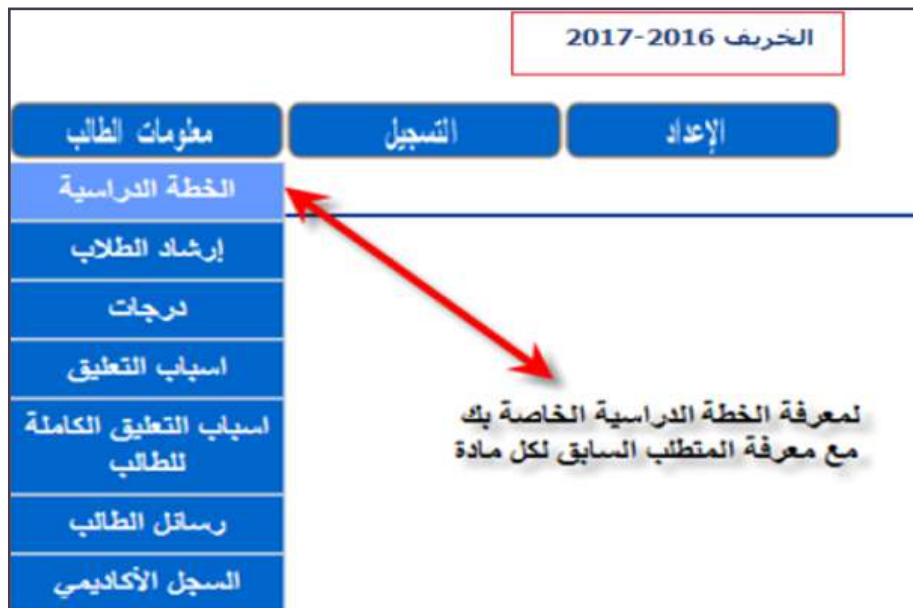 الخريف 2016-2017
الإعداد
التسجيل
معلومات الطالب
الخطة الدراسية
إرشاد الطلاب
درجات
اسباب التعليق
اسباب التعليق الكاملة
للطالب
رسائل الطالب
السجل الأكاديمي
لمعرفة الخطة الدراسية الخاصة بك
مع معرفة المتطلب السابق لكل مادة